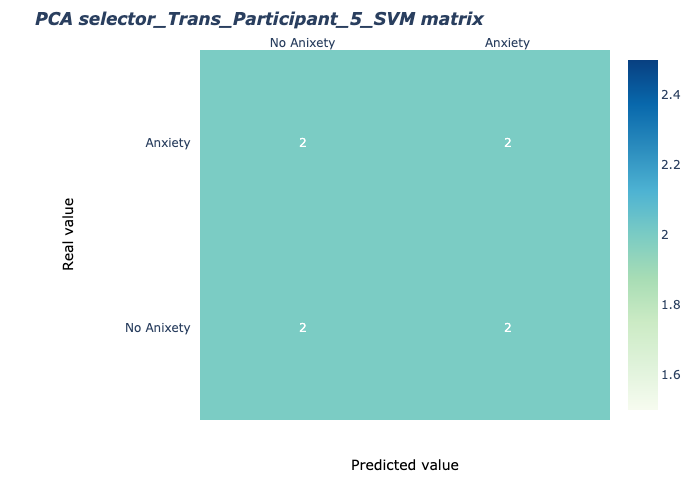 PCA selector_Trans_Participant_5_SVM matrix
No Anixety Anxiety
2.4
Anxiety 2 2
2.2
Real value
2
1.8
No Anixety 2 2
1.6
Predicted value